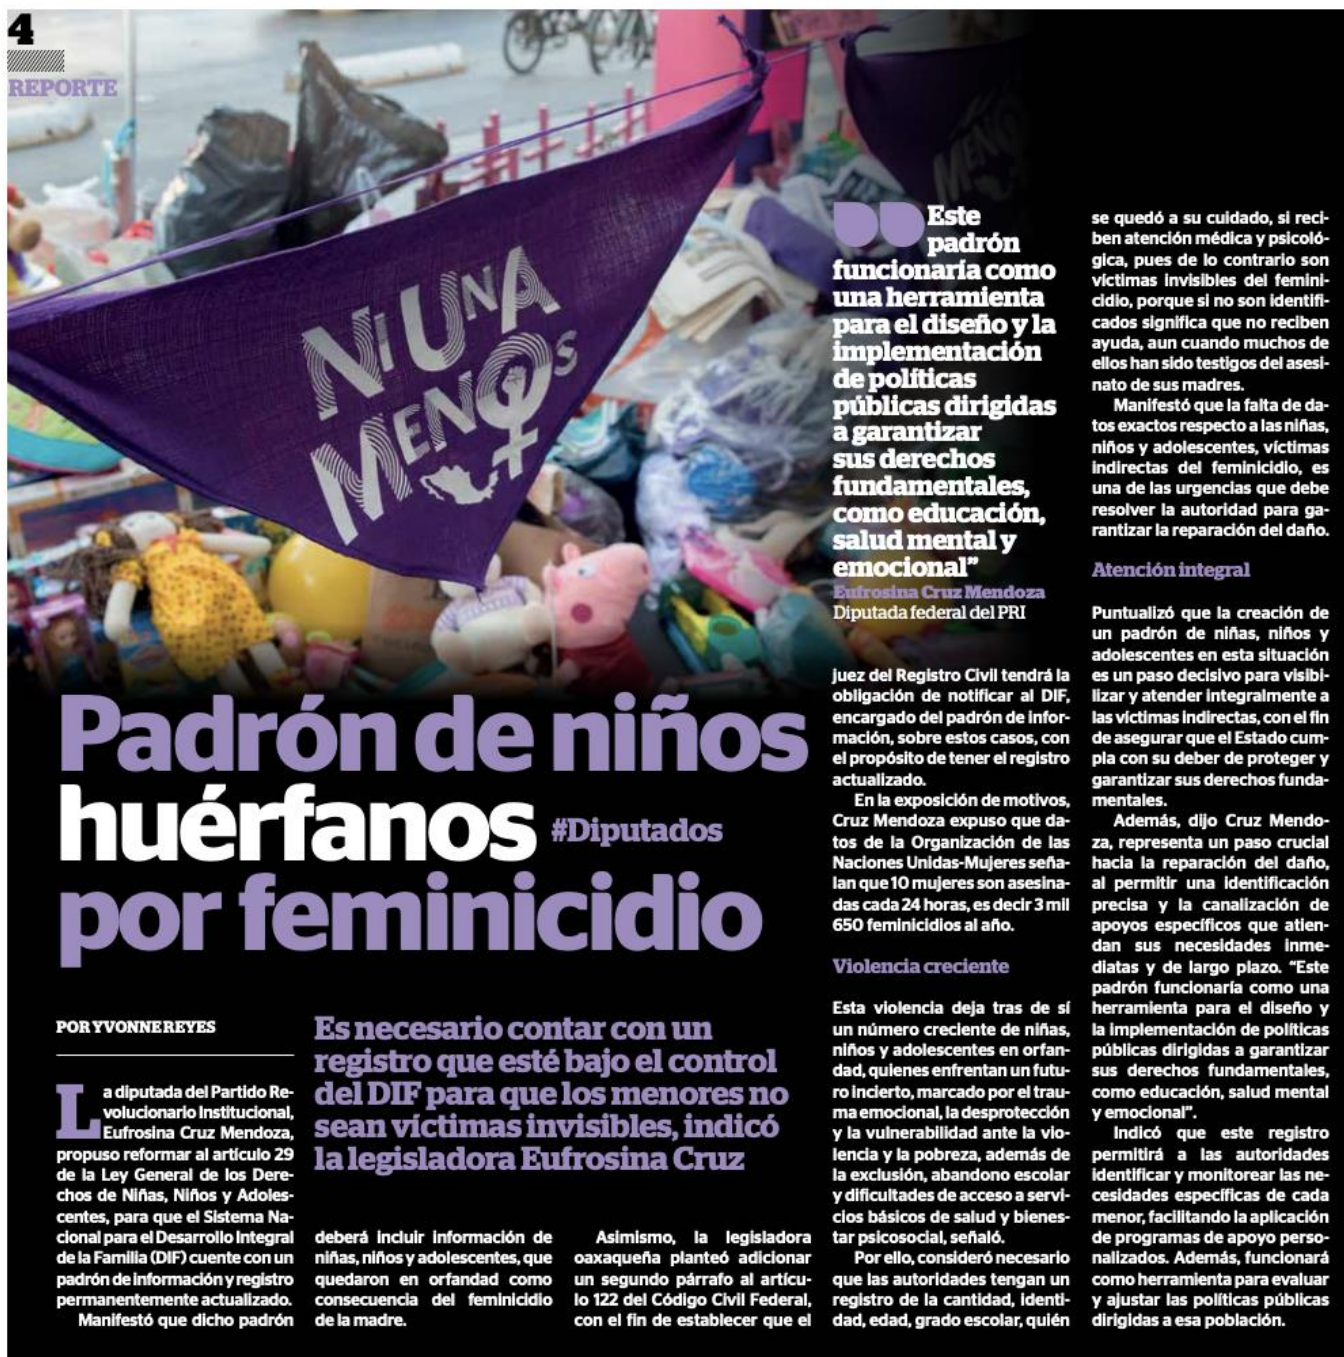 4
REPORTE
NI UNA
MENOS
MENOS
Este
padrón
funcionaría como
una herramienta
para el diseño y la
implementación
de políticas
públicas dirigidas
a garantizar
sus derechos
fundamentales,
como educación,
salud mental y
emocional”
Eufrosina Cruz Mendoza
Diputada federal del PRI
Padrón de niños
huérfanos #Diputados
por feminicidio
POR YVONNE REYES
Es necesario contar con un
registro que esté bajo el control
del DIF para que los menores no
sean víctimas invisibles, indicó
la legisladora Eufrosina Cruz
La diputada del Partido Re-
volucionario Institucional,
Eufrosina Cruz Mendoza,
propuso reformar al artículo 29
de la Ley General de los Dere-
chos de Niñas, Niños y Adoles-
centes, para que el Sistema Na-
cional para el Desarrollo Integral
de la Familia (DIF) cuente con un
padrón de información y registro
permanentemente actualizado.
Manifestó que dicho padrón
deberá incluir información de
niñas, niños y adolescentes, que
quedaron en orfandad como
consecuencia del feminicidio
de la madre.
Asimismo, la legisladora
oaxaqueña planteó adicionar
un segundo párrafo al artícu-
lo 122 del Código Civil Federal,
con el fin de establecer que el
juez del Registro Civil tendrá la
obligación de notificar al DIF,
encargado del padrón de infor-
mación, sobre estos casos, con
el propósito de tener el registro
actualizado.
En la exposición de motivos,
Cruz Mendoza expuso que da-
tos de la Organización de las
Naciones Unidas-Mujeres seña-
lan que 10 mujeres son asesina-
das cada 24 horas, es decir 3 mil
650 feminicidios al año.
Violencia creciente
Esta violencia deja tras de sí
un número creciente de niñas,
niños y adolescentes en orfan-
dad, quienes enfrentan un futu-
ro incierto, marcado por el trau-
ma emocional, la desprotección
y la vulnerabilidad ante la vio-
lencia y la pobreza, además de
la exclusión, abandono escolar
y dificultades de acceso a servi-
cios básicos de salud y bienes-
tar psicosocial, señaló.
Por ello, consideró necesario
que las autoridades tengan un
registro de la cantidad, identi-
dad, edad, grado escolar, quién
se quedó a su cuidado, si reci-
ben atención médica y psicoló-
gica, pues de lo contrario son
víctimas invisibles del femini-
cidio, porque si no son identifi-
cados significa que no reciben
ayuda, aun cuando muchos de
ellos han sido testigos del asesi-
nato de sus madres.
Manifestó que la falta de da-
tos exactos respecto a las niñas,
niños y adolescentes, víctimas
indirectas del feminicidio, es
una de las urgencias que debe
resolver la autoridad para ga-
rantizar la reparación del daño.
Atención integral
Puntualizó que la creación de
un padrón de niñas, niños y
adolescentes en esta situación
es un paso decisivo para visibi-
lizar y atender integralmente a
las víctimas indirectas, con el fin
de asegurar que el Estado cum-
pla con su deber de proteger y
garantizar sus derechos funda-
mentales.
Además, dijo Cruz Mendo-
za, representa un paso crucial
hacia la reparación del daño,
al permitir una identificación
precisa y la canalización de
apoyos específicos que atien-
dan sus necesidades inme-
diatas y de largo plazo. “Este
padrón funcionaría como una
herramienta para el diseño y
la implementación de políticas
públicas dirigidas a garantizar
sus derechos fundamentales,
como educación, salud mental
y emocional”.
Indicó que este registro
permitirá a las autoridades
identificar y monitorear las ne-
cesidades específicas de cada
menor, facilitando la aplicación
de programas de apoyo perso-
nalizados. Además, funcionará
como herramienta para evaluar
y ajustar las políticas públicas
dirigidas a esa población.